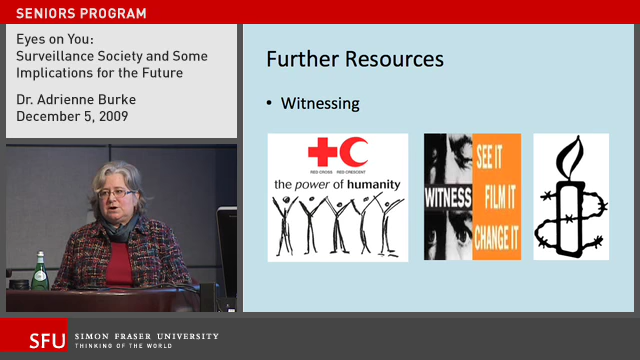 SENIORS PROGRAM
Eyes on You:
Surveillance Society and Some
Implications for the Future
Dr. Adrienne Burke
December 5, 2009
Further Resources
• Witnessing
RED CROSS RED CRESCENT
the power of humanity
WITNESS
SEE IT
FILM IT
CHANGE IT
SFU
SIMON FRASER UNIVERSITY
THINKING OF THE WORLD